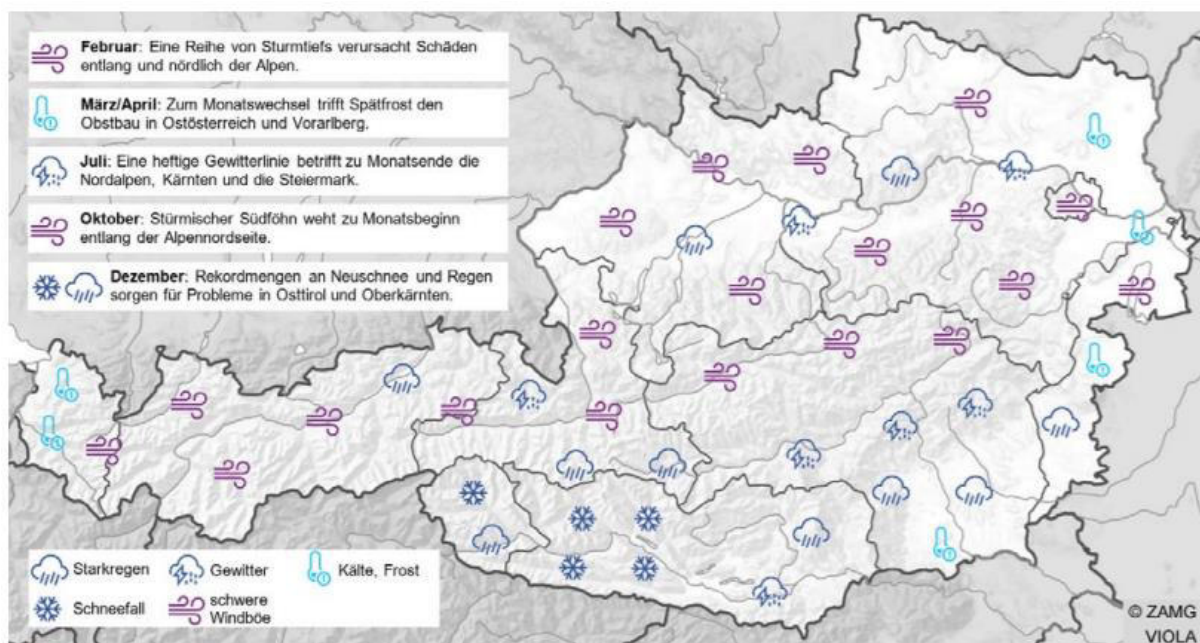 Februar: Eine Reihe von Sturmtiefs verursacht Schäden
entlang und nördlich der Alpen.
März/April: Zum Monatswechsel trifft Spätfrost den
Obstbau in Ostösterreich und Vorarlberg.
Juli: Eine heftige Gewitterlinie betrifft zu Monatsende die
Nordalpen, Kärnten und die Steiermark.
Oktober: Stürmischer Südföhn weht zu Monatsbeginn
entlang der Alpennordseite.
Dezember: Rekordmengen an Neuschnee und Regen
sorgen für Probleme in Osttirol und Oberkärnten.
Starkregen
Gewitter
Kälte, Frost
Schneefall
schwere
Windböe
© ZAMG
VIOLA